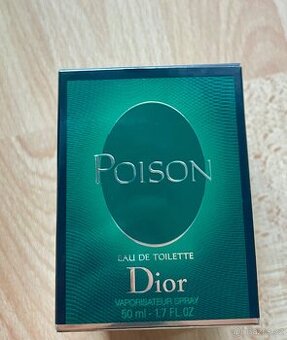 POISON
EAU DE TOILETTE
Dior
VAPORISATEUR SPRAY
50 ml - 1.7 FL.OZ